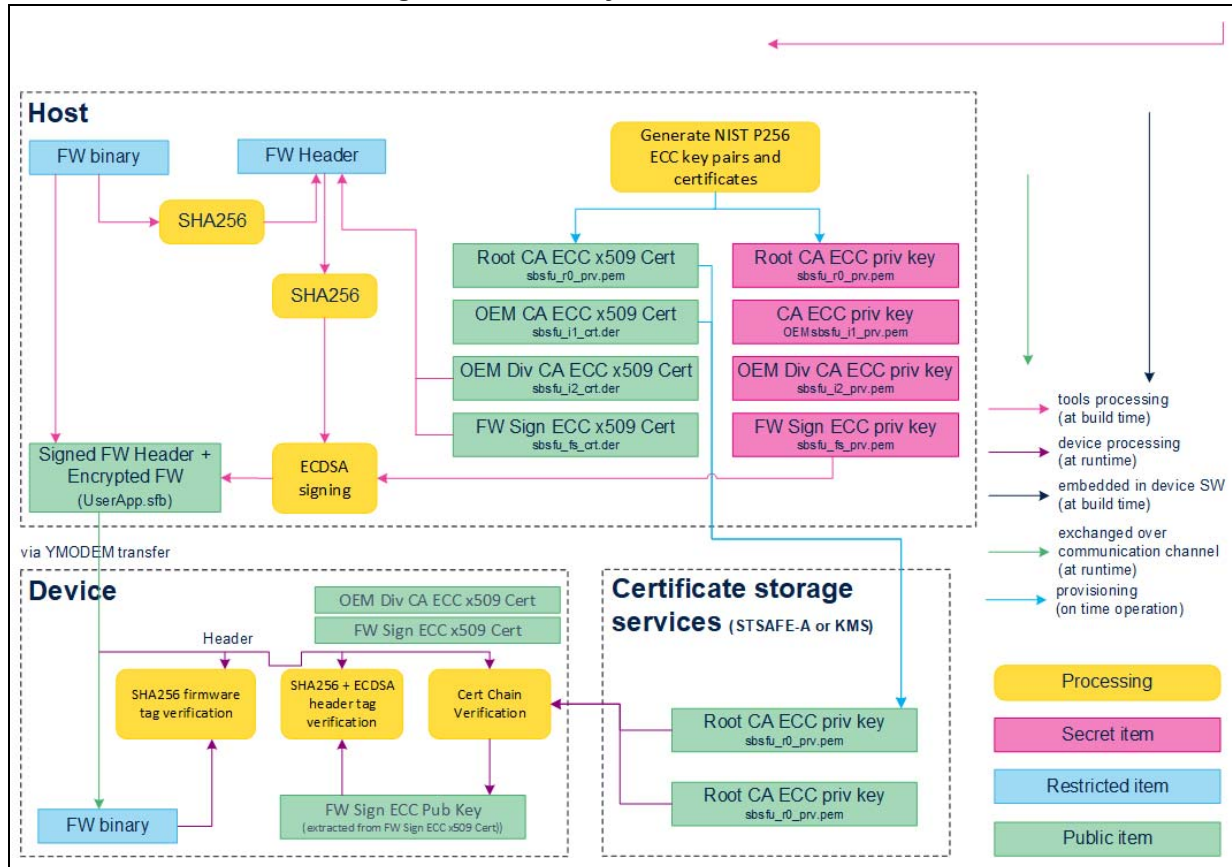 Host
FW binary
FW Header
Generate NIST P256
ECC key pairs and
certificates
SHA256
SHA256
Root CA ECC x509 Cert
sbsfu_r0_prv.pem
Root CA ECC priv key
sbsfu_r0_prv.pem
OEM CA ECC x509 Cert
sbsfu_i1_crt.der
CA ECC priv key
OEMsbsfu_i1_prv.pem
OEM Div CA ECC x509 Cert
sbsfu_i2_crt.der
OEM Div CA ECC priv key
sbsfu_i2_prv.pem
FW Sign ECC x509 Cert
sbsfu_fs_crt.der
FW Sign ECC priv key
sbsfu_fs_prv.pem
Signed FW Header +
Encrypted FW
(UserApp.sfb)
ECDSA
signing
tools processing
(at build time)
device processing
(at runtime)
embedded in device SW
(at build time)
exchanged over
communication channel
(at runtime)
provisioning
(on time operation)
via YMODEM transfer
Device
OEM Div CA ECC x509 Cert
FW Sign ECC x509 Cert
Header
SHA256 firmware
tag verification
SHA256 + ECDSA
header tag
verification
Cert Chain
Verification
FW binary
FW Sign ECC Pub Key
(extracted from FW Sign ECC x509 Cert))
Certificate storage
services (STSAFE-A or KMS)
Root CA ECC priv key
sbsfu_r0_prv.pem
Root CA ECC priv key
sbsfu_r0_prv.pem
Processing
Secret item
Restricted item
Public item